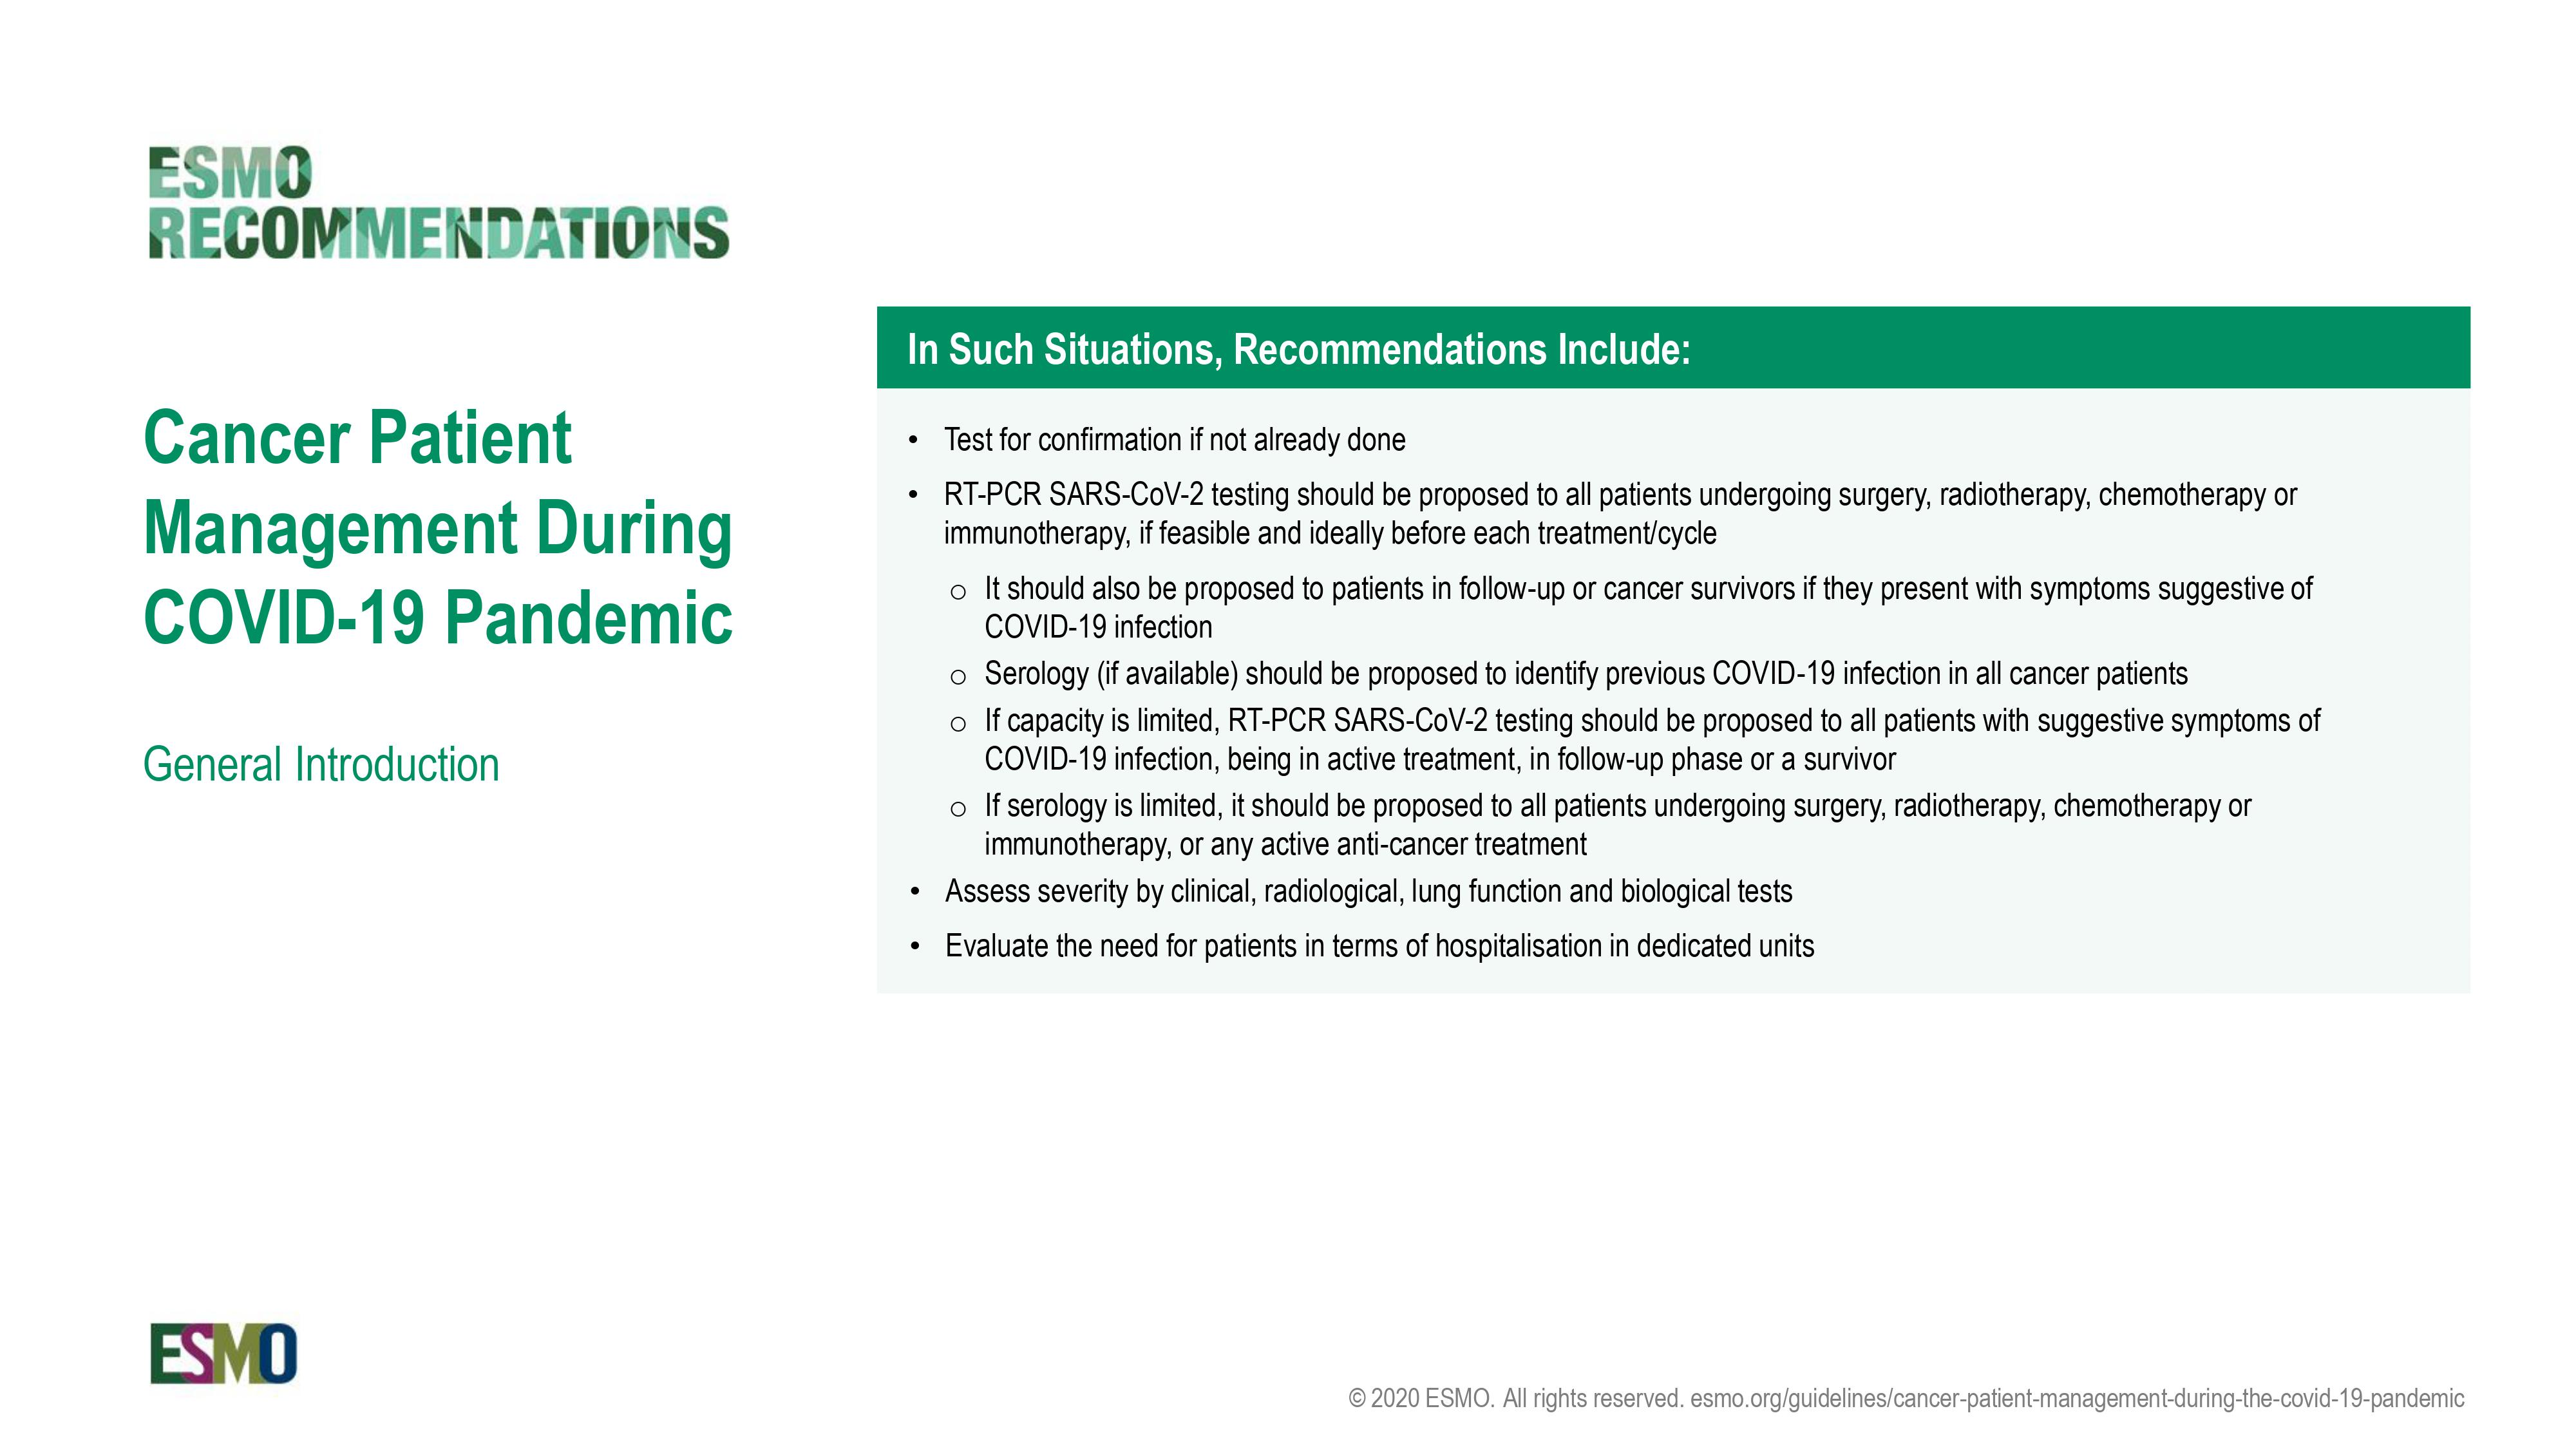 ESMO
RECOMMENDATIONS
Cancer Patient
Management During
COVID-19 Pandemic
General Introduction
In Such Situations, Recommendations Include:
• Test for confirmation if not already done
• RT-PCR SARS-CoV-2 testing should be proposed to all patients undergoing surgery, radiotherapy, chemotherapy or
immunotherapy, if feasible and ideally before each treatment/cycle
o It should also be proposed to patients in follow-up or cancer survivors if they present with symptoms suggestive of
COVID-19 infection
o Serology (if available) should be proposed to identify previous COVID-19 infection in all cancer patients
o If capacity is limited, RT-PCR SARS-CoV-2 testing should be proposed to all patients with suggestive symptoms of
COVID-19 infection, being in active treatment, in follow-up phase or a survivor
o If serology is limited, it should be proposed to all patients undergoing surgery, radiotherapy, chemotherapy or
immunotherapy, or any active anti-cancer treatment
• Assess severity by clinical, radiological, lung function and biological tests
• Evaluate the need for patients in terms of hospitalisation in dedicated units
ESMO
© 2020 ESMO. All rights reserved. esmo.org/guidelines/cancer-patient-management-during-the-covid-19-pandemic